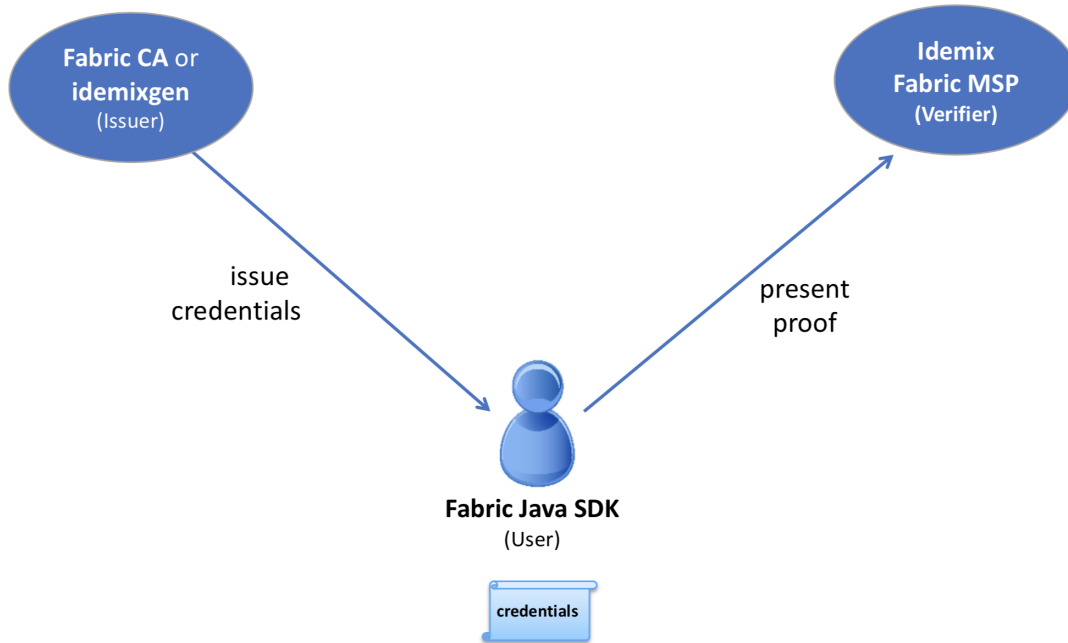 Fabric CA or
idemixgen
(Issuer)
Idemix
Fabric MSP
(Verifier)
issue
credentials
present
proof
Fabric Java SDK
(User)
credentials